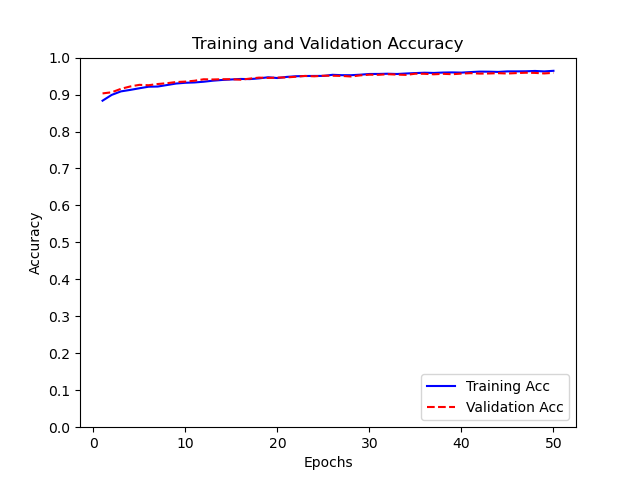 Training and Validation Accuracy
1.0
0.9
0.8
0.7
0.6
0.5
0.4
0.3
0.2
0.1
0.0
Accuracy
Training Acc
Validation Acc
0 10 20 30 40 50
Epochs